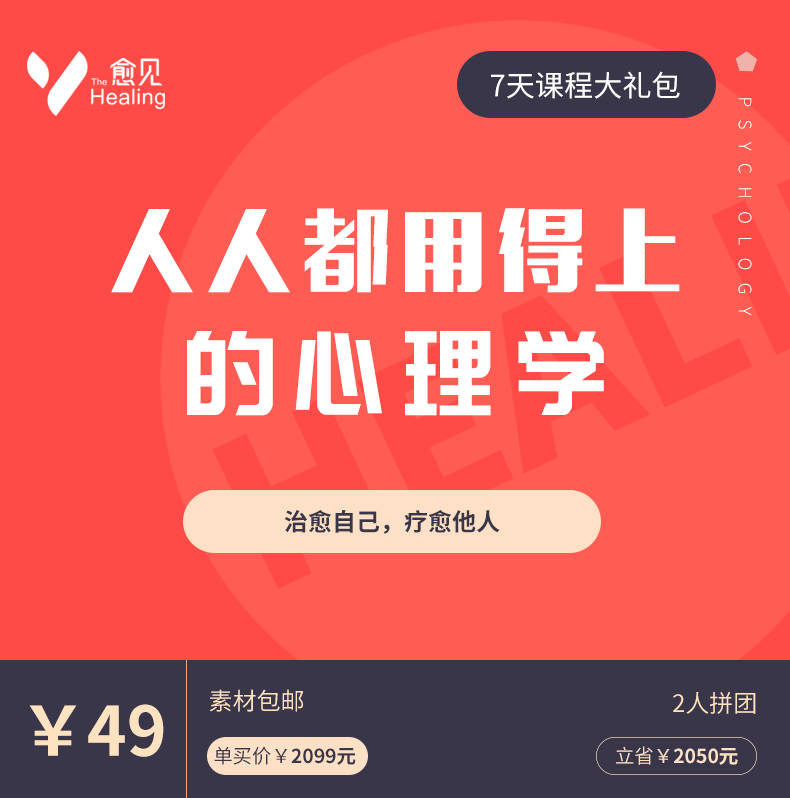 The 愈见
Healing
7天课程大礼包
PSYCHOLOGY
人人都用得上
的心理学
HEALI
治愈自己，疗愈他人
￥49
素材包邮
2人拼团
单买价￥2099元
立省￥2050元